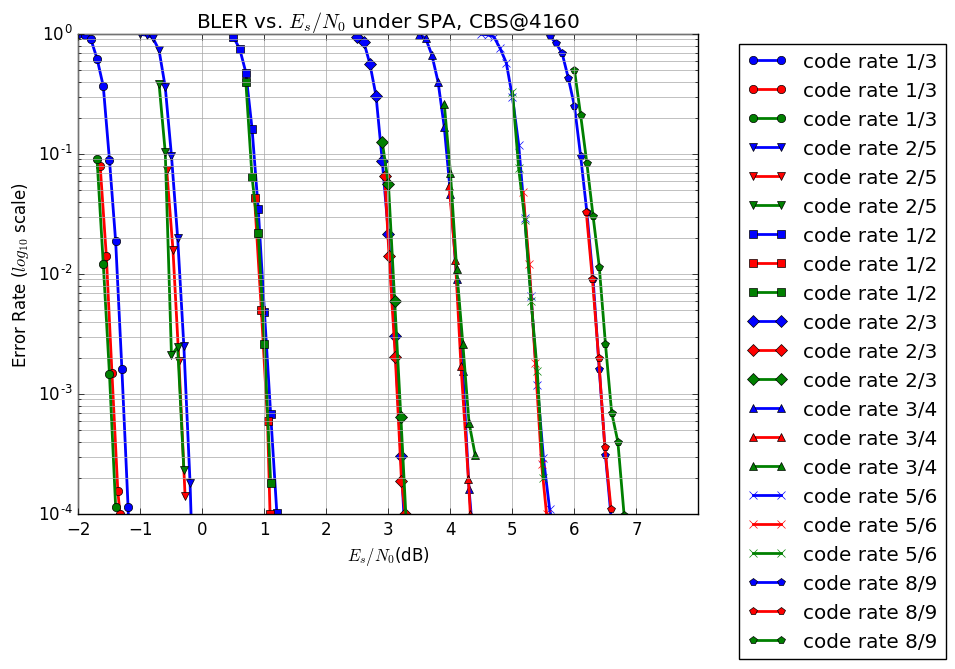 BLER vs. E_s/N_0 under SPA, CBS@4160
10^0
10^-1
10^-2
10^-3
10^-4
Error Rate (log_10 scale)
−2 −1 0 1 2 3 4 5 6 7
E_s/N_0(dB)
code rate 1/3
code rate 1/3
code rate 1/3
code rate 2/5
code rate 2/5
code rate 2/5
code rate 1/2
code rate 1/2
code rate 1/2
code rate 2/3
code rate 2/3
code rate 2/3
code rate 3/4
code rate 3/4
code rate 3/4
code rate 5/6
code rate 5/6
code rate 5/6
code rate 8/9
code rate 8/9
code rate 8/9